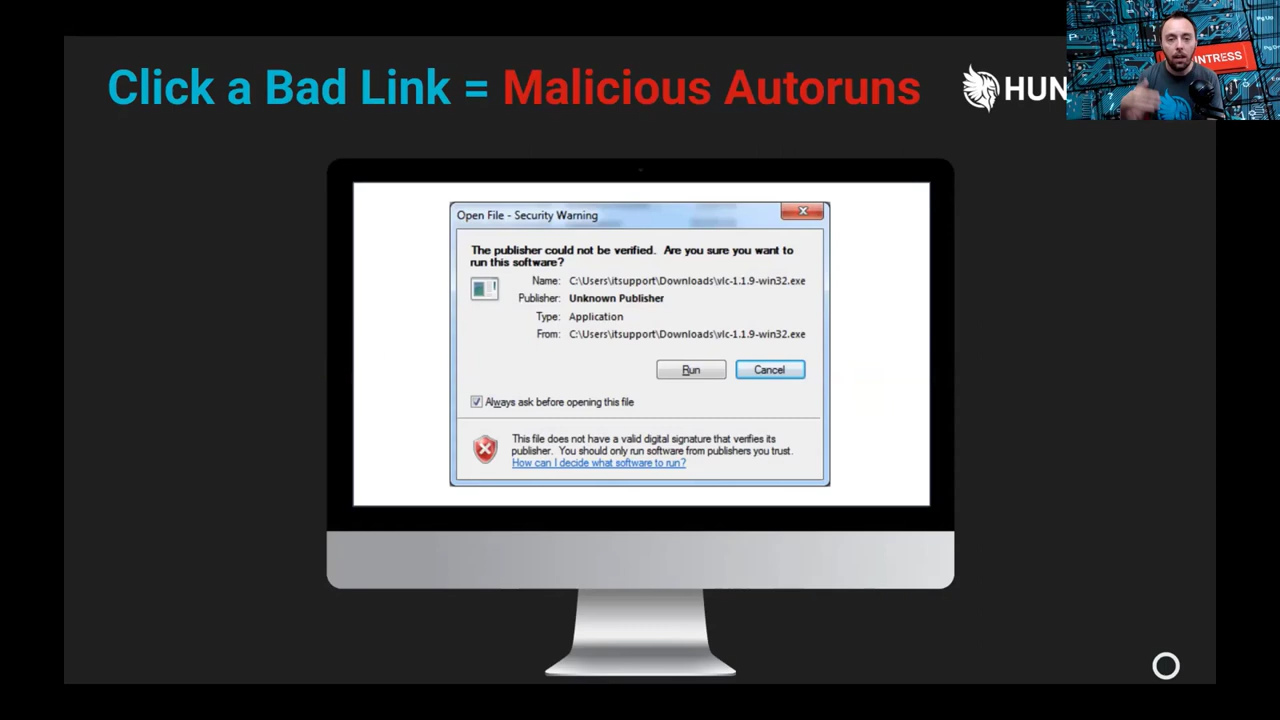 Click a Bad Link = Malicious Autoruns
HUN
NTRESS
Open File - Security Warning
The publisher could not be verified. Are you sure you want to
run this software?
Name: C:\Users\itsupport\Downloads\vlc-1.1.9-win32.exe
Publisher: Unknown Publisher
Type: Application
From: C:\Users\itsupport\Downloads\vlc-1.1.9-win32.exe
Run Cancel
Always ask before opening this file
This file does not have a valid digital signature that verifies its
publisher. You should only run software from publishers you trust.
How can I decide what software to run?